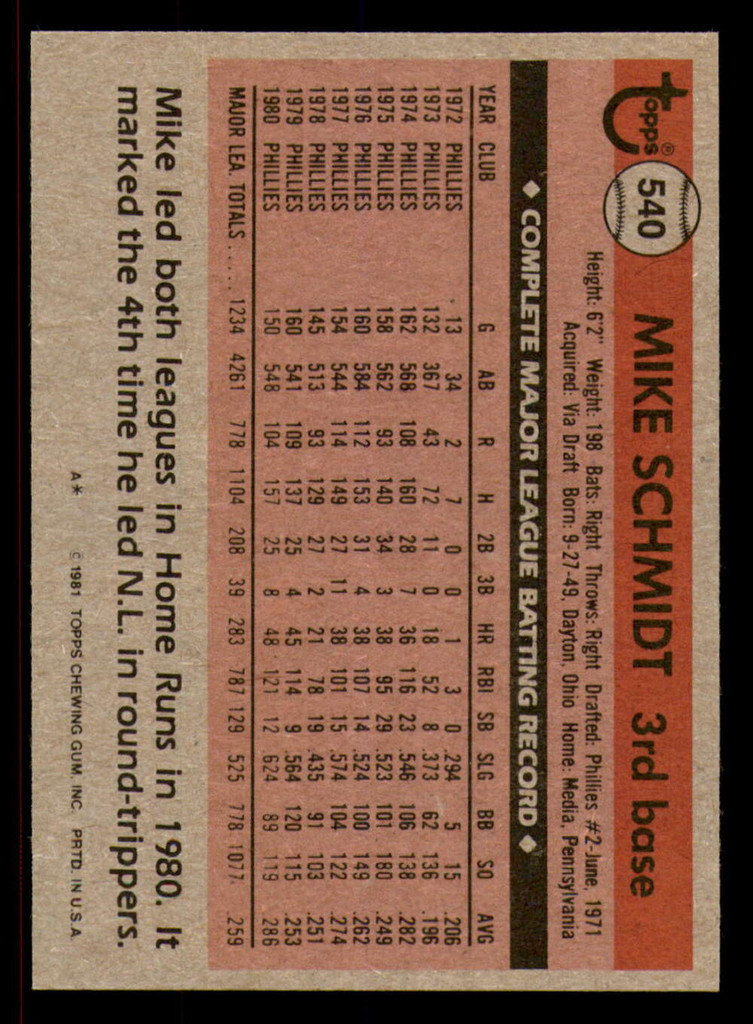 Topps®
540 MIKE SCHMIDT 3rd base
Height: 6'2" Weight: 198 Bats: Right Throws: Right Drafted: Phillies #2-June, 1971
Acquired: Via Draft Born: 9-27-49, Dayton, Ohio Home: Media, Pennsylvania
◆ COMPLETE MAJOR LEAGUE BATTING RECORD ◆
YEAR CLUB G AB R H 2B 3B HR RBI SB SLG BB SO AVG
1972 PHILLIES 13 34 2 7 0 0 1 3 0 .294 5 15 .206
1973 PHILLIES 132 367 43 72 11 0 18 52 8 .373 62 136 .196
1974 PHILLIES 162 568 108 160 28 7 36 116 23 .546 106 138 .282
1975 PHILLIES 158 562 93 140 34 3 38 95 29 .523 101 180 .249
1976 PHILLIES 160 584 112 153 31 4 38 107 14 .524 100 149 .262
1977 PHILLIES 154 544 114 149 27 11 38 101 15 .574 104 122 .274
1978 PHILLIES 145 513 93 129 27 2 21 78 19 .435 91 103 .251
1979 PHILLIES 160 541 109 137 25 4 45 114 9 .564 120 115 .253
1980 PHILLIES 150 548 104 157 25 8 48 121 12 .624 89 119 .286
MAJOR LEA. TOTALS ..... 1234 4261 778 1104 208 39 283 787 129 .525 778 1077 .259
Mike led both leagues in Home Runs in 1980. It
marked the 4th time he led N.L. in round-trippers.
A* © 1981 TOPPS CHEWING GUM, INC. PRTD. IN U.S.A.